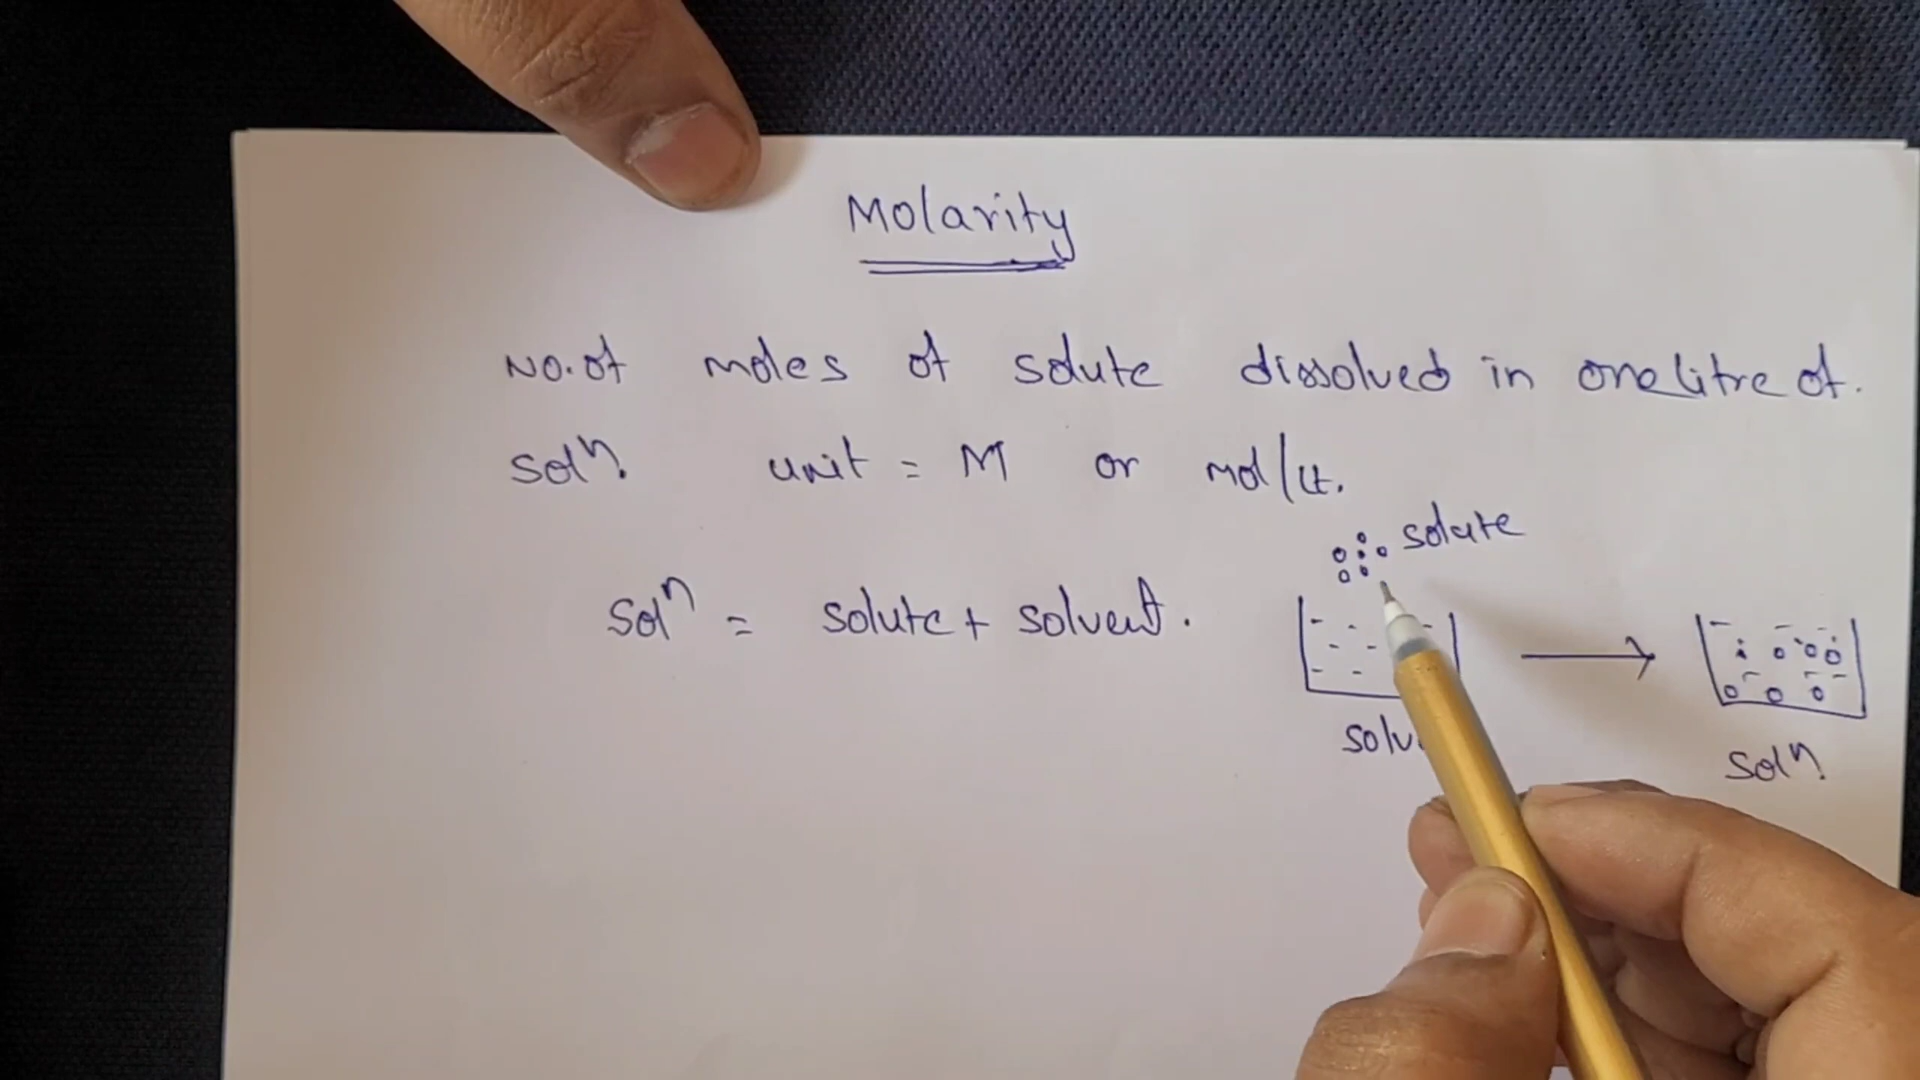 Molarity
No. of moles of solute dissolved in one litre of.
solⁿ. unit = M or mol/lt.
solute
solⁿ = solute + solvent.
solⁿ.